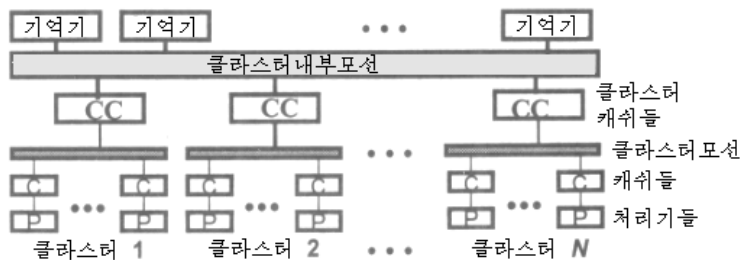 기억기 기억기 ••• 기억기
클라스터내부모선
CC CC CC 클라스터
캐쉬들
••• 클라스터모선
C C C C C C 캐쉬들
P ••• P P ••• P P ••• P 처리기들
클라스터 1 클라스터 2 ••• 클라스터 N